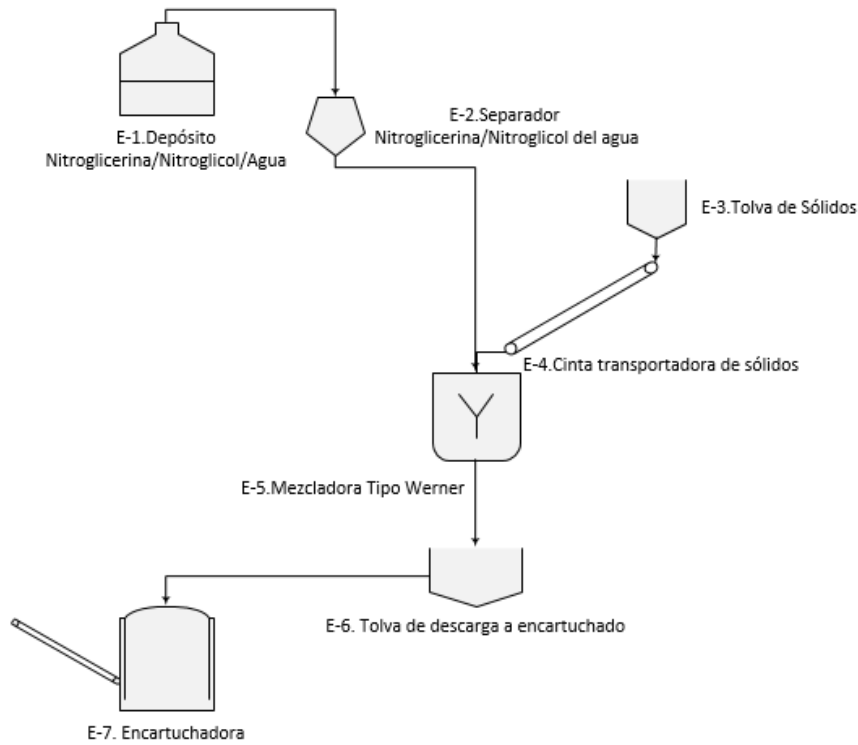 E-1.Depósito
Nitroglicerina/Nitroglicol/Agua
E-2.Separador
Nitroglicerina/Nitroglicol del agua
E-3.Tolva de Sólidos
E-4.Cinta transportadora de sólidos
E-5.Mezcladora Tipo Werner
E-6. Tolva de descarga a encartuchado
E-7. Encartuchadora